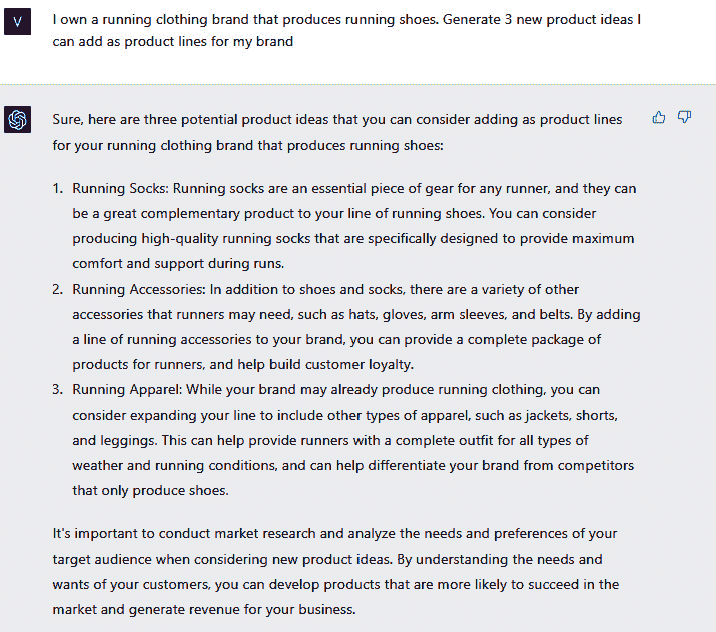 V
I own a running clothing brand that produces running shoes. Generate 3 new product ideas I
can add as product lines for my brand
Sure, here are three potential product ideas that you can consider adding as product lines
for your running clothing brand that produces running shoes:
1. Running Socks: Running socks are an essential piece of gear for any runner, and they can
be a great complementary product to your line of running shoes. You can consider
producing high-quality running socks that are specifically designed to provide maximum
comfort and support during runs.
2. Running Accessories: In addition to shoes and socks, there are a variety of other
accessories that runners may need, such as hats, gloves, arm sleeves, and belts. By adding
a line of running accessories to your brand, you can provide a complete package of
products for runners, and help build customer loyalty.
3. Running Apparel: While your brand may already produce running clothing, you can
consider expanding your line to include other types of apparel, such as jackets, shorts,
and leggings. This can help provide runners with a complete outfit for all types of
weather and running conditions, and can help differentiate your brand from competitors
that only produce shoes.
It's important to conduct market research and analyze the needs and preferences of your
target audience when considering new product ideas. By understanding the needs and
wants of your customers, you can develop products that are more likely to succeed in the
market and generate revenue for your business.